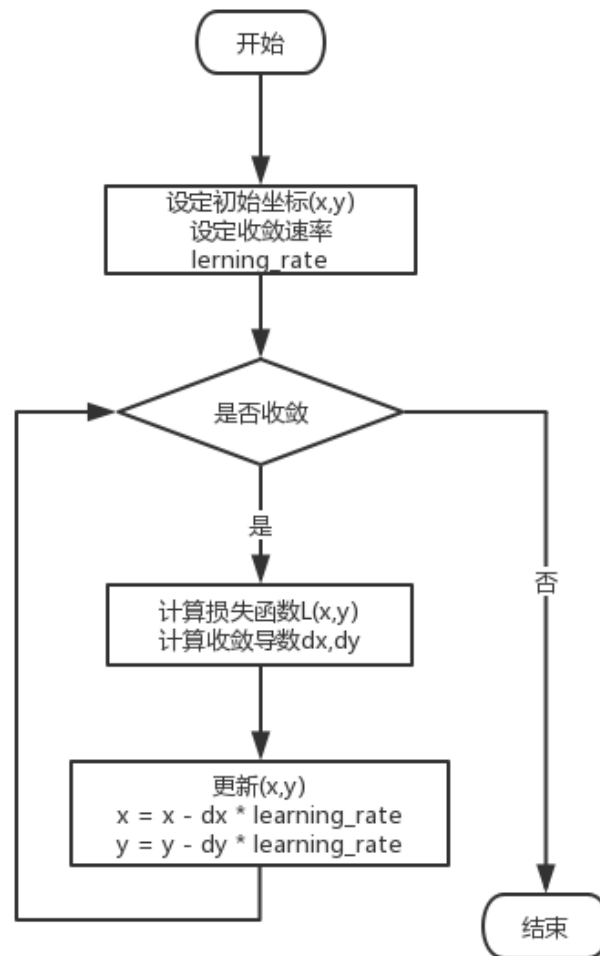 开始
设定初始坐标(x,y)
设定收敛速率
lerning_rate
是否收敛
是
否
计算损失函数L(x,y)
计算收敛导数dx,dy
更新(x,y)
x = x - dx * learning_rate
y = y - dy * learning_rate
结束